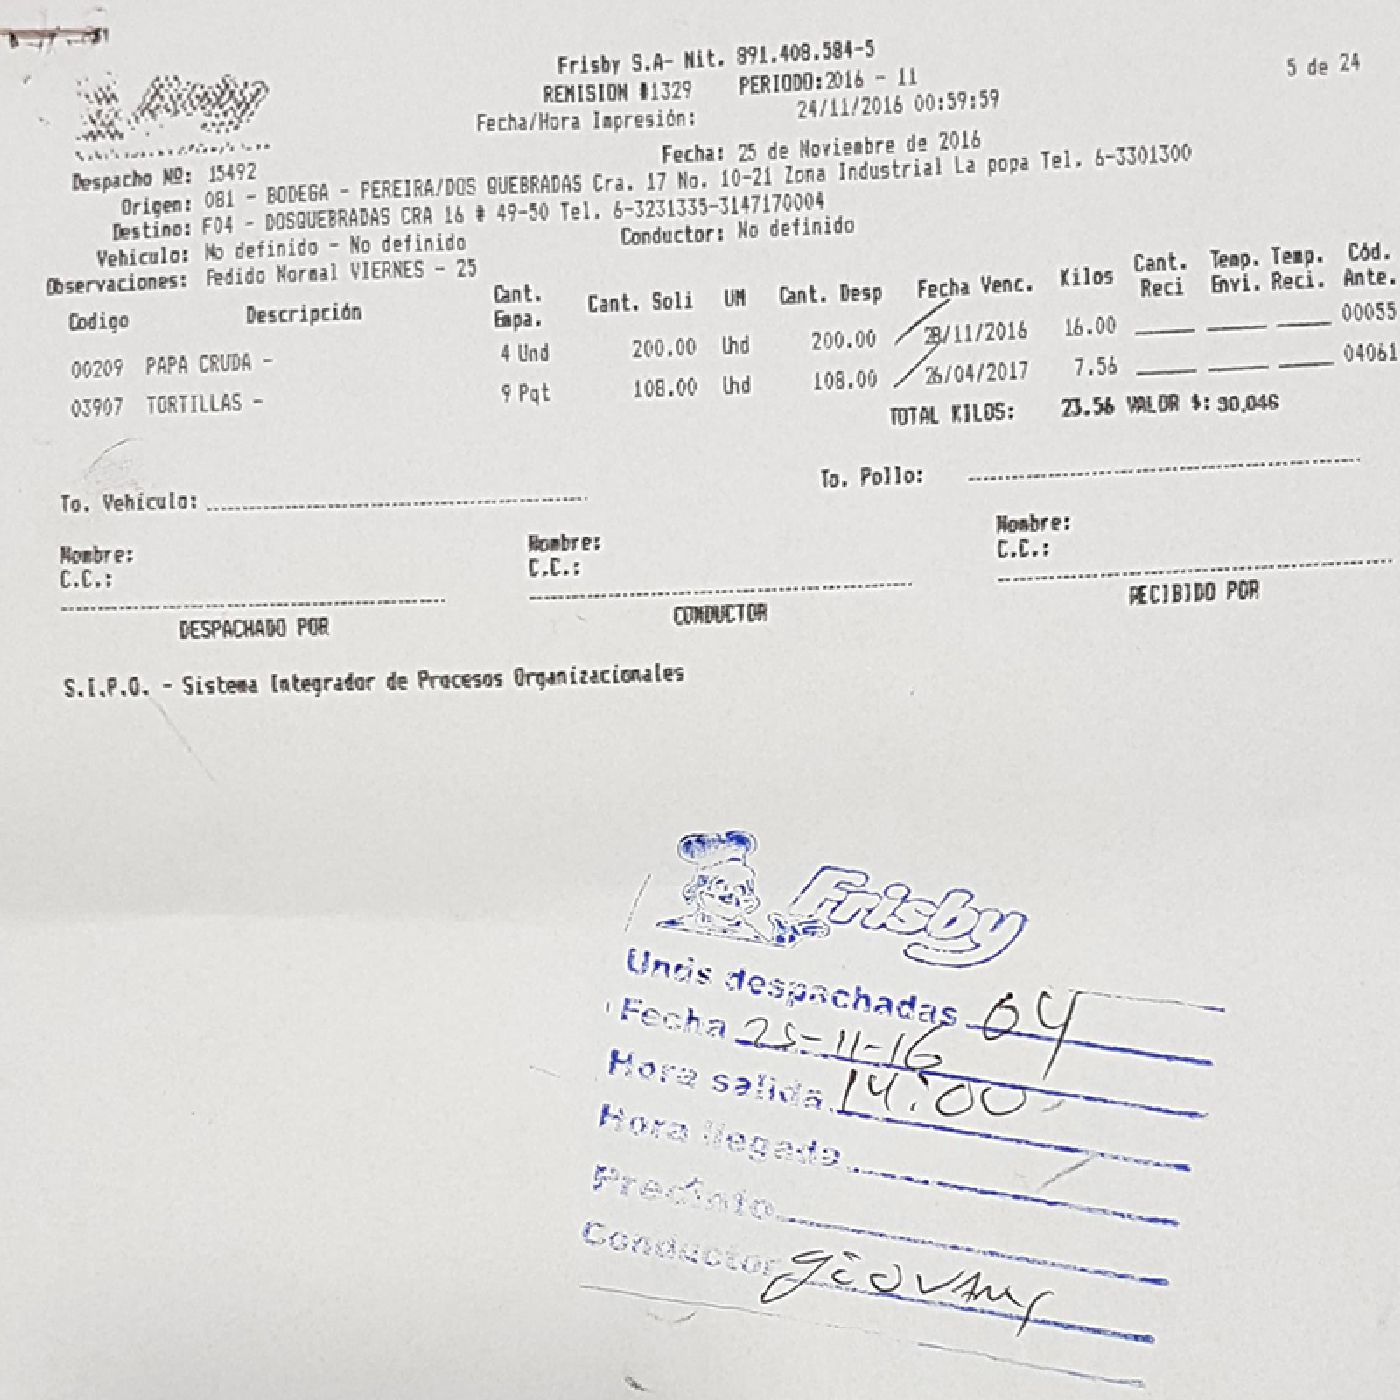 Frisby S.A- Nit. 891.408.584-5
REMISION #1329 PERIODO:2016 - 11
5 de 24
Fecha/Hora Impresión: 24/11/2016 00:59:59
Fecha: 25 de Noviembre de 2016
Despacho Nº: 15492
Origen: 081 - BODEGA - PEREIRA/DOS QUEBRADAS Cra. 17 No. 10-21 Zona Industrial La popa Tel. 6-3301300
Destino: F04 - DOSQUEBRADAS CRA 16 # 49-50 Tel. 6-3231335-3147170004
Vehiculo: No definido - No definido Conductor: No definido
Observaciones: Pedido Normal VIERNES - 25
Codigo Descripción Cant. Empa. Cant. Soli UM Cant. Desp Fecha Venc. Kilos Cant. Reci Temp. Envi. Temp. Reci. Cód. Ante.
00209 PAPA CRUDA - 4 Und 200.00 Uhd 200.00 28/11/2016 16.00 00055
03907 TORTILLAS - 9 Pqt 108.00 Uhd 108.00 26/04/2017 7.56 04061
TOTAL KILOS: 23.56 VALOR $: 30,046
To. Vehiculo: To. Pollo:
Nombre: Nombre: Nombre:
C.C.: C.C.: C.C.:
DESPACHADO POR CONDUCTOR RECIBIDO POR
S.I.P.O. - Sistema Integrador de Procesos Organizacionales
Frisby
Unds despachadas 04
Fecha 25-11-16
Hora salida 14:00
Hora llegada
Precinto
Conductor giovany